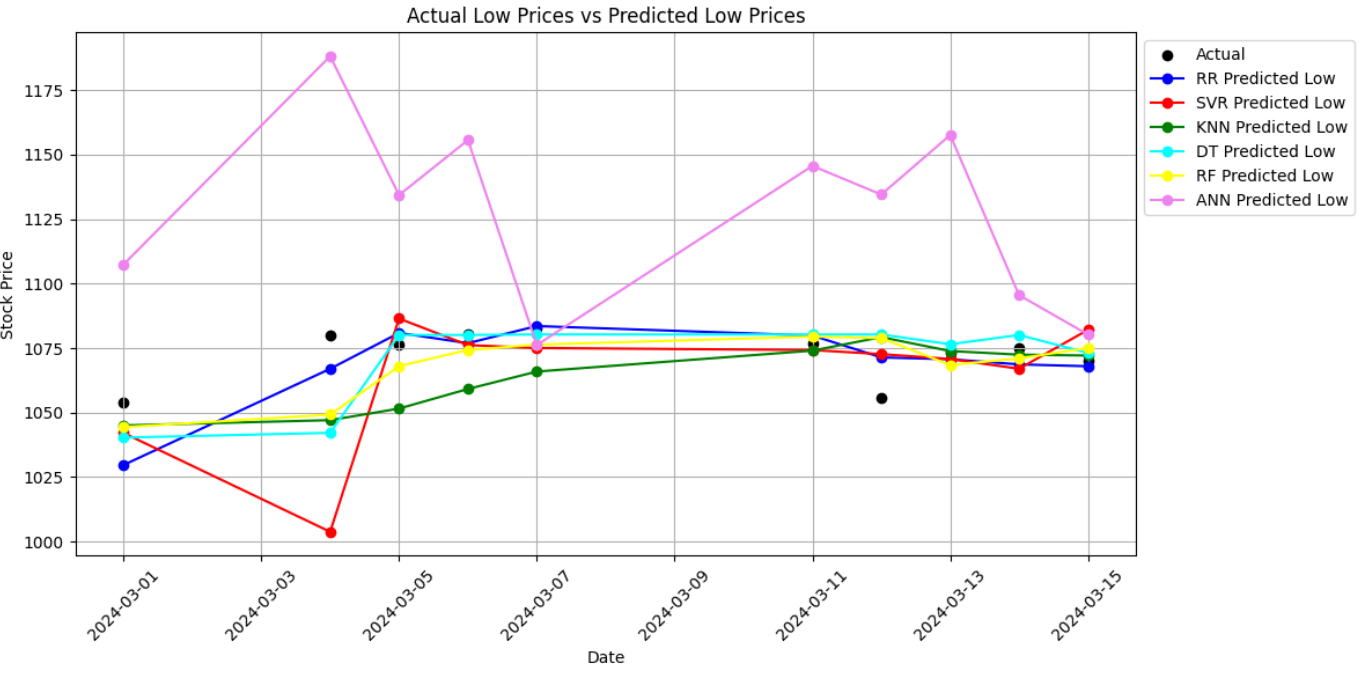 Actual Low Prices vs Predicted Low Prices
Actual
RR Predicted Low
SVR Predicted Low
KNN Predicted Low
DT Predicted Low
RF Predicted Low
ANN Predicted Low
Stock Price
1175
1150
1125
1100
1075
1050
1025
1000
2024-03-01
2024-03-03
2024-03-05
2024-03-07
2024-03-09
2024-03-11
2024-03-13
2024-03-15
Date